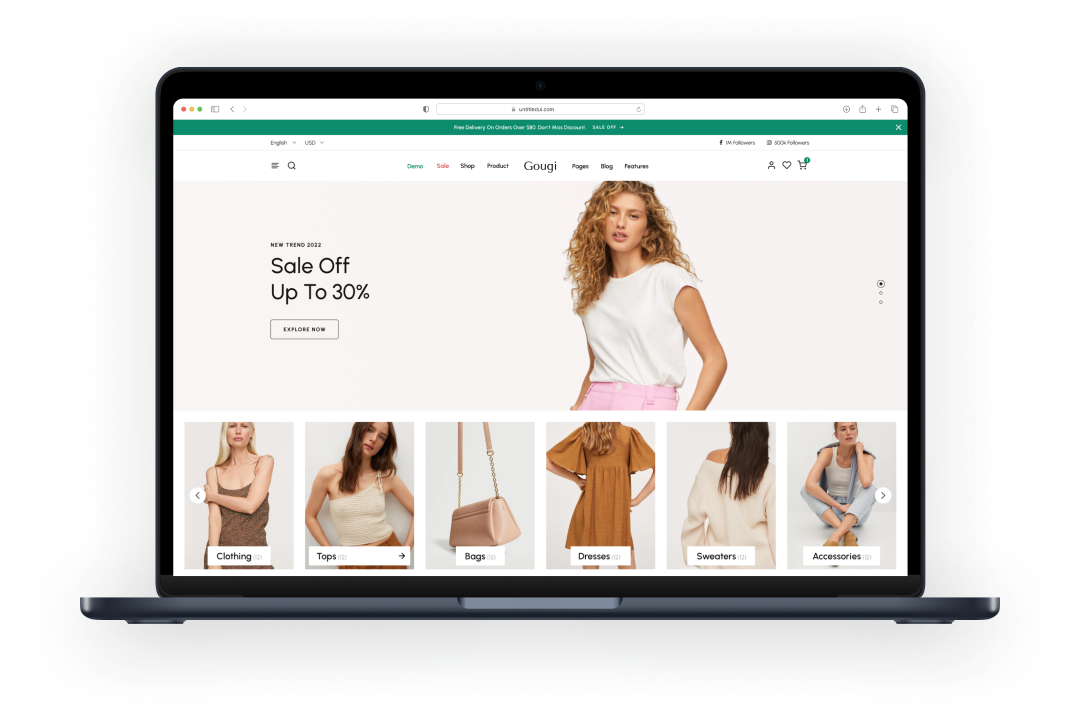 untitledui.com
Free Delivery On Orders Over $80. Don't Miss Discount. SALE OFF →
English USD 1M Followers 500k Followers
Demo Sale Shop Product Gougi Pages Blog Features 1
NEW TREND 2022
Sale Off
Up To 30%
EXPLORE NOW
Clothing (12) Tops (12) → Bags (12) Dresses (12) Sweaters (12) Accessories (12)